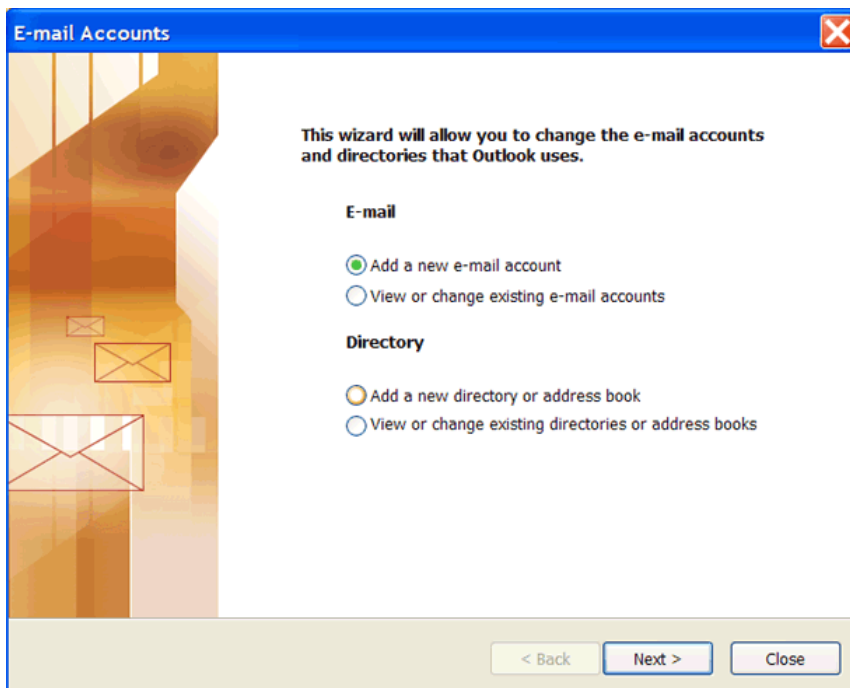 E-mail Accounts
This wizard will allow you to change the e-mail accounts
and directories that Outlook uses.
E-mail
Add a new e-mail account
View or change existing e-mail accounts
Directory
Add a new directory or address book
View or change existing directories or address books
< Back
Next >
Close